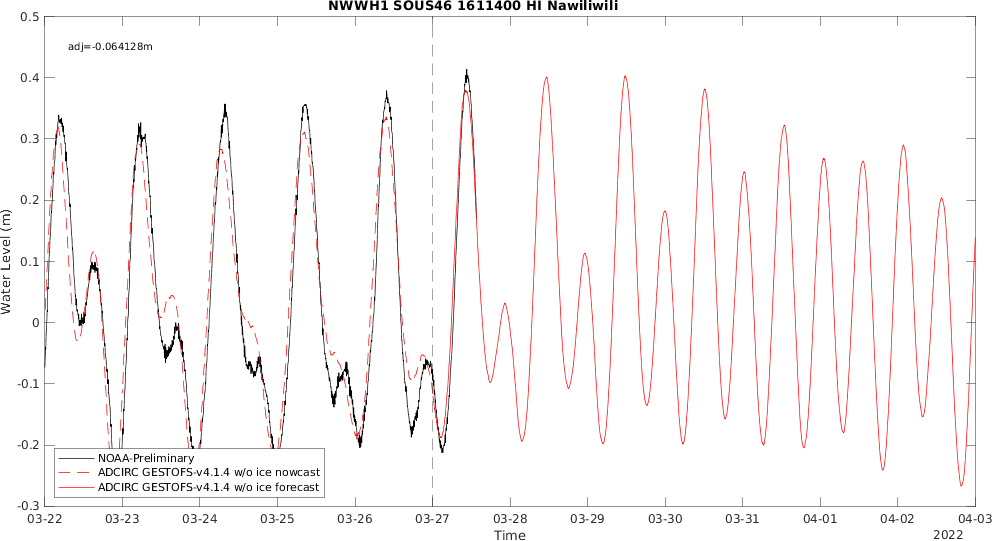 NWWH1 SOUS46 1611400 HI Nawiliwili
0.5
adj=-0.064128m
0.4
0.3
0.2
0.1
0
-0.1
-0.2
-0.3
Water Level (m)
NOAA-Preliminary
ADCIRC GESTOFS-v4.1.4 w/o ice nowcast
ADCIRC GESTOFS-v4.1.4 w/o ice forecast
03-22 03-23 03-24 03-25 03-26 03-27 03-28 03-29 03-30 03-31 04-01 04-02 04-03
Time
2022